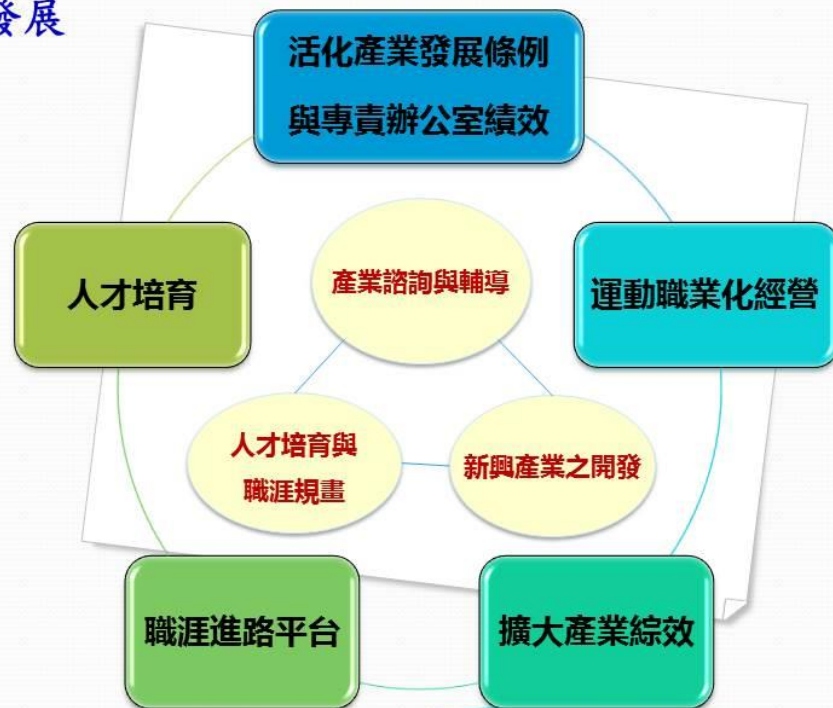 發展
活化產業發展條例
與專責辦公室績效
人才培育
產業諮詢與輔導
運動職業化經營
人才培育與
職涯規畫
新興產業之開發
職涯進路平台
擴大產業綜效